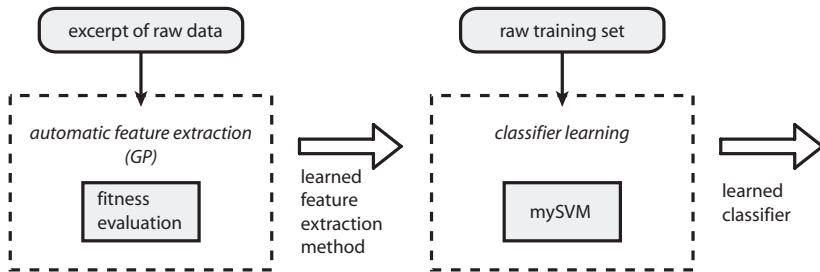 excerpt of raw data
raw training set
automatic feature extraction
(GP)
fitness
evaluation
learned
feature
extraction
method
classifier learning
mySVM
learned
classifier